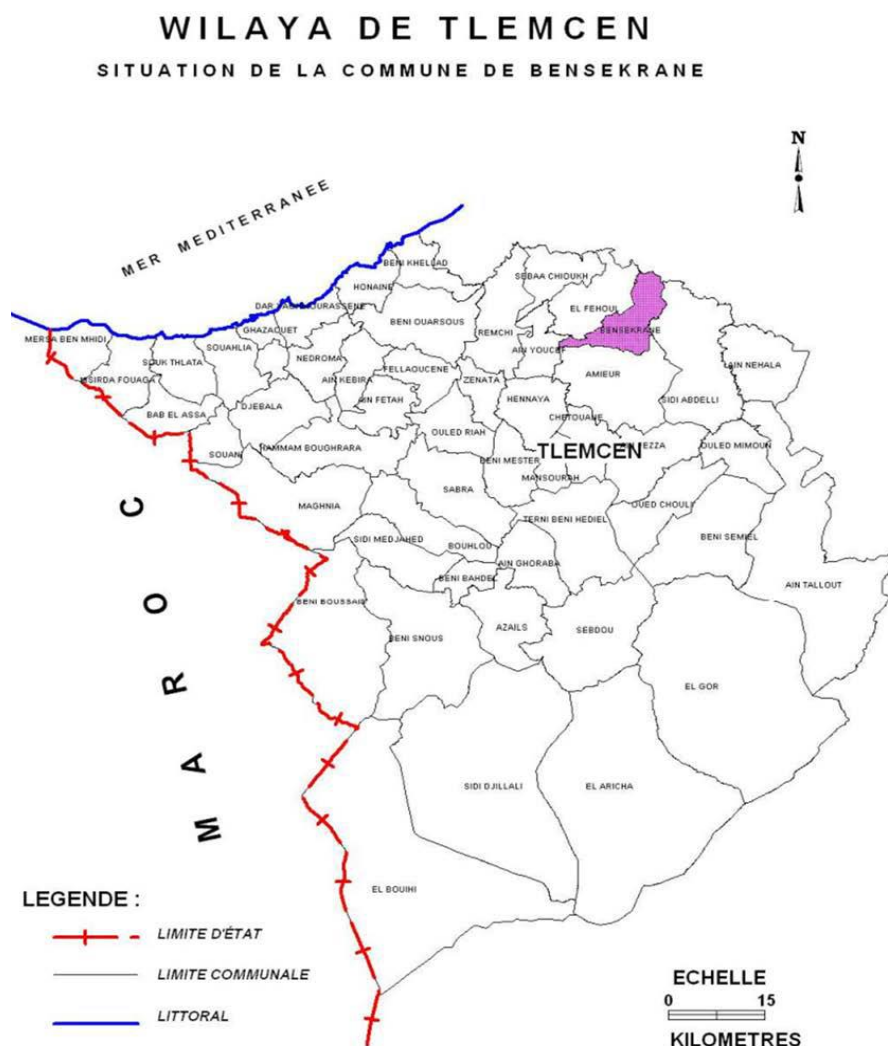 WILAYA DE TLEMCEN
SITUATION DE LA COMMUNE DE BENSEKRANE
N
MER MEDITERRANEE
BENI KHELLAD
SEBAA CHIOUKH
HONAINE
EL FEHOUL
GHAZAOUET
BENI OUARSOUS
REMCHI
BENSEKRANE
MERSA BEN MHIDI
SOUAHLIA
AIN YOUCEF
NEDROMA
SOUK THLATA
FELLAOUCENE
AIN NEHALA
MSIRDA FOUAGA
AIN KEBIRA
ZENATA
AMIEUR
AIN FETAH
HENNAYA
SIDI ABDELLI
BAB EL ASSA
DJEBALA
CHETOUANE
OULED RIAH
SOUANI
HAMMAM BOUGHRARA
TLEMCEN
OULED MIMOUN
BENI MESTER
MANSOURAH
SABRA
MAGHNIA
OUED CHOULI
TERNI BENI HEDIEL
SIDI MEDJAHED
BOUHLOU
BENI SEMIEL
AIN GHORABA
BENI BAHDEL
AIN TALLOUT
BENI BOUSSAID
AZAILS
SEBDOU
BENI SNOUS
EL GOR
MAROC
SIDI DJILLALI
EL ARICHA
EL BOUIHI
LEGENDE :
LIMITE D'ÉTAT
LIMITE COMMUNALE
LITTORAL
ECHELLE
0 15
KILOMETRES